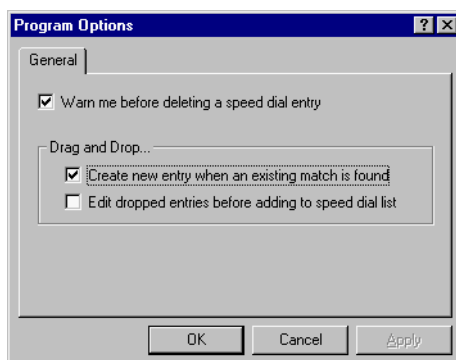 Program Options
General
Warn me before deleting a speed dial entry
Drag and Drop...
Create new entry when an existing match is found
Edit dropped entries before adding to speed dial list
OK Cancel Apply